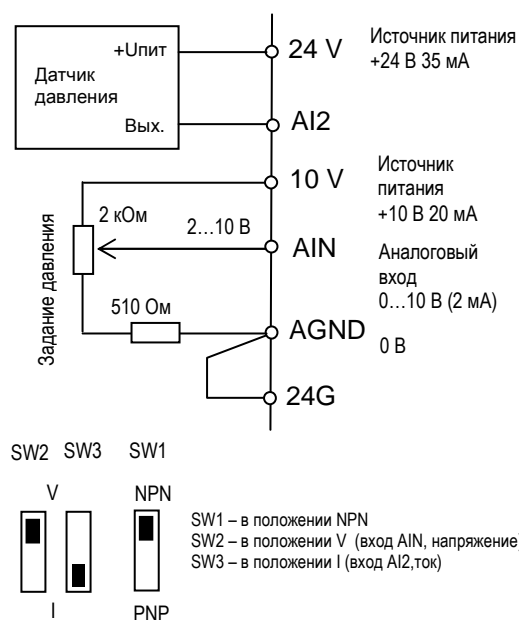 +Uпит
24 V
Источник питания
+24 В 35 мА
Датчик
давления
Вых.
AI2
10 V
Источник
питания
+10 В 20 мА
2 кОм
2…10 В
AIN
Аналоговый
вход
0…10 В (2 мА)
Задание давления
510 Ом
AGND
0 В
24G
SW2 SW3 SW1
V NPN
SW1 – в положении NPN
SW2 – в положении V (вход AIN, напряжение)
SW3 – в положении I (вход AI2,ток)
I PNP